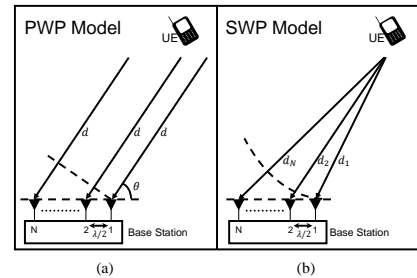 PWP Model
UE
d
d
d
θ
N
..........
2
λ/2
1
Base Station
(a)
SWP Model
UE
d_N
d_2
d_1
N
..........
2
λ/2
1
Base Station
(b)